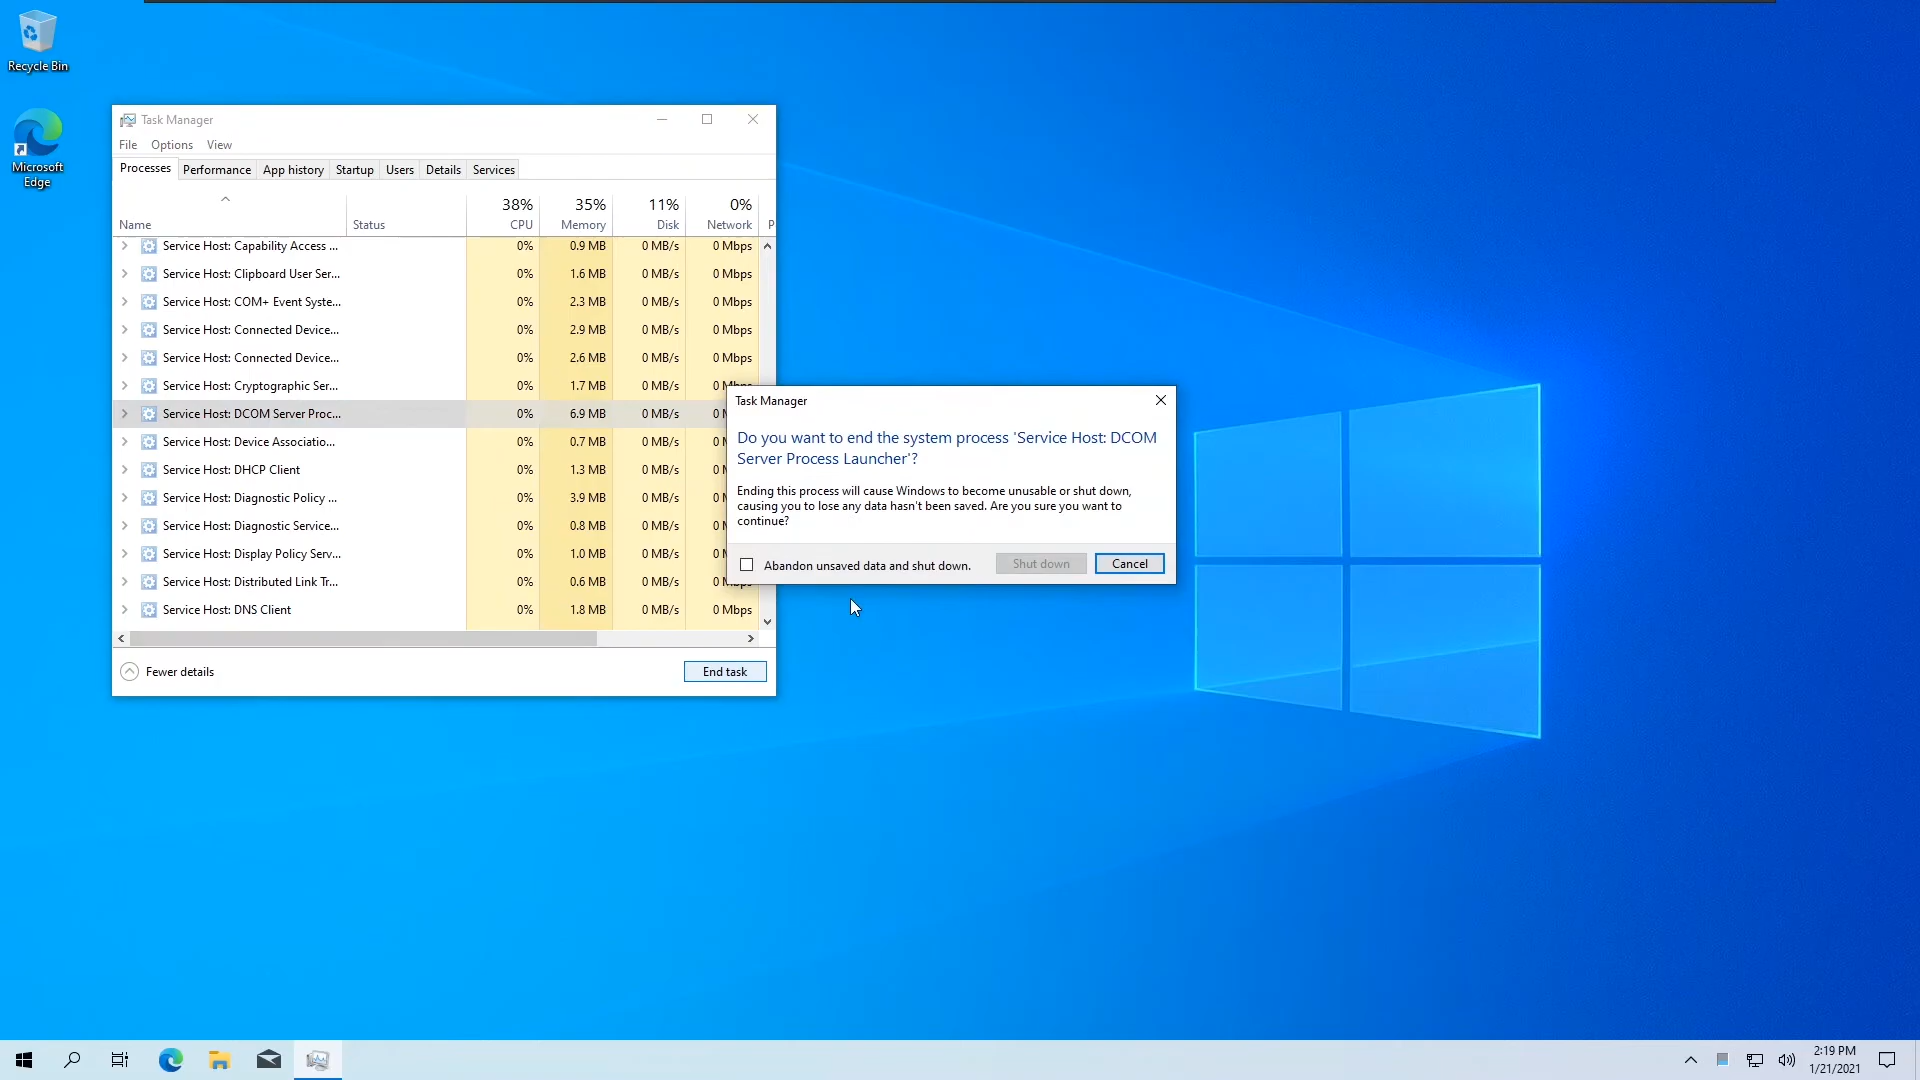 Recycle Bin
Microsoft
Edge
Task Manager
File Options View
Processes Performance App history Startup Users Details Services
38% 35% 11% 0%
Name Status CPU Memory Disk Network P
Service Host: Capability Access ... 0% 0.9 MB 0 MB/s 0 Mbps
Service Host: Clipboard User Ser... 0% 1.6 MB 0 MB/s 0 Mbps
Service Host: COM+ Event Syste... 0% 2.3 MB 0 MB/s 0 Mbps
Service Host: Connected Device... 0% 2.9 MB 0 MB/s 0 Mbps
Service Host: Connected Device... 0% 2.6 MB 0 MB/s 0 Mbps
Service Host: Cryptographic Ser... 0% 1.7 MB 0 MB/s 0 Mbps
Service Host: DCOM Server Proc... 0% 6.9 MB 0 MB/s 0
Service Host: Device Associatio... 0% 0.7 MB 0 MB/s 0
Service Host: DHCP Client 0% 1.3 MB 0 MB/s 0
Service Host: Diagnostic Policy ... 0% 3.9 MB 0 MB/s 0
Service Host: Diagnostic Service... 0% 0.8 MB 0 MB/s 0
Service Host: Display Policy Serv... 0% 1.0 MB 0 MB/s 0
Service Host: Distributed Link Tr... 0% 0.6 MB 0 MB/s 0 Mbps
Service Host: DNS Client 0% 1.8 MB 0 MB/s 0 Mbps
Fewer details End task
Task Manager
Do you want to end the system process 'Service Host: DCOM
Server Process Launcher'?
Ending this process will cause Windows to become unusable or shut down,
causing you to lose any data hasn't been saved. Are you sure you want to
continue?
Abandon unsaved data and shut down. Shut down Cancel
2:19 PM
1/21/2021